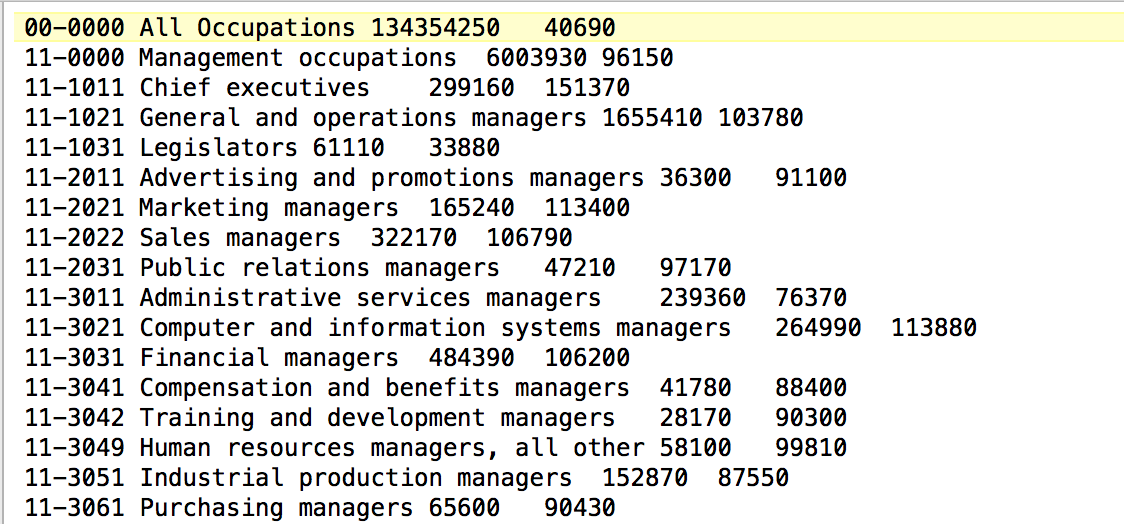 00-0000 All Occupations 134354250 40690
11-0000 Management occupations 6003930 96150
11-1011 Chief executives 299160 151370
11-1021 General and operations managers 1655410 103780
11-1031 Legislators 61110 33880
11-2011 Advertising and promotions managers 36300 91100
11-2021 Marketing managers 165240 113400
11-2022 Sales managers 322170 106790
11-2031 Public relations managers 47210 97170
11-3011 Administrative services managers 239360 76370
11-3021 Computer and information systems managers 264990 113880
11-3031 Financial managers 484390 106200
11-3041 Compensation and benefits managers 41780 88400
11-3042 Training and development managers 28170 90300
11-3049 Human resources managers, all other 58100 99810
11-3051 Industrial production managers 152870 87550
11-3061 Purchasing managers 65600 90430